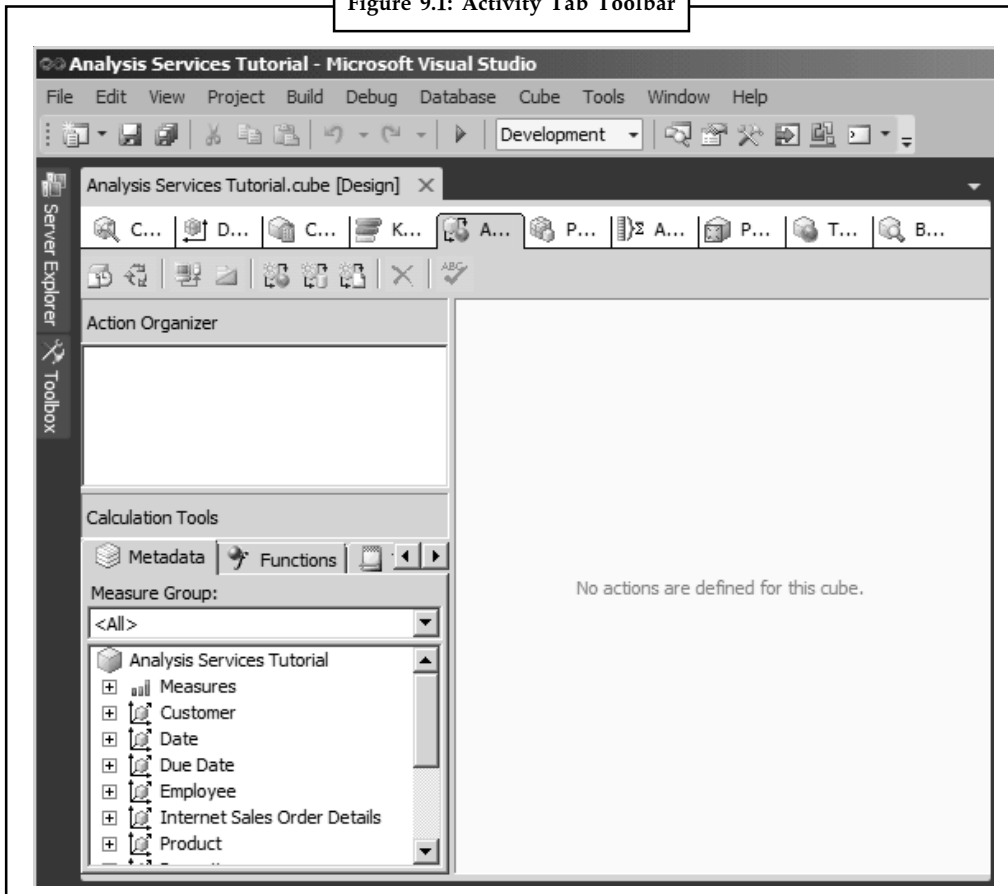 Figure 9.1: Activity Tab Toolbar
Analysis Services Tutorial - Microsoft Visual Studio
File Edit View Project Build Debug Database Cube Tools Window Help
Development
Server Explorer
Toolbox
Analysis Services Tutorial.cube [Design]
C... D... C... K... A... P... Σ A... P... T... B...
ABC
Action Organizer
Calculation Tools
Metadata Functions
Measure Group:
<All>
Analysis Services Tutorial
Measures
Customer
Date
Due Date
Employee
Internet Sales Order Details
Product
No actions are defined for this cube.